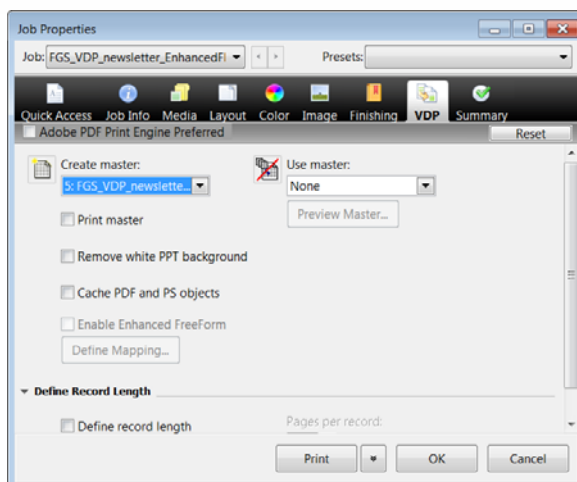 Job Properties
Job: FGS_VDP_newsletter_EnhancedFl Presets:
Quick Access Job Info Media Layout Color Image Finishing VDP Summary
Adobe PDF Print Engine Preferred Reset
Create master: Use master:
5: FGS_VDP_newslette... None
Print master Preview Master...
Remove white PPT background
Cache PDF and PS objects
Enable Enhanced FreeForm
Define Mapping...
Define Record Length
Define record length Pages per record:
Print OK Cancel